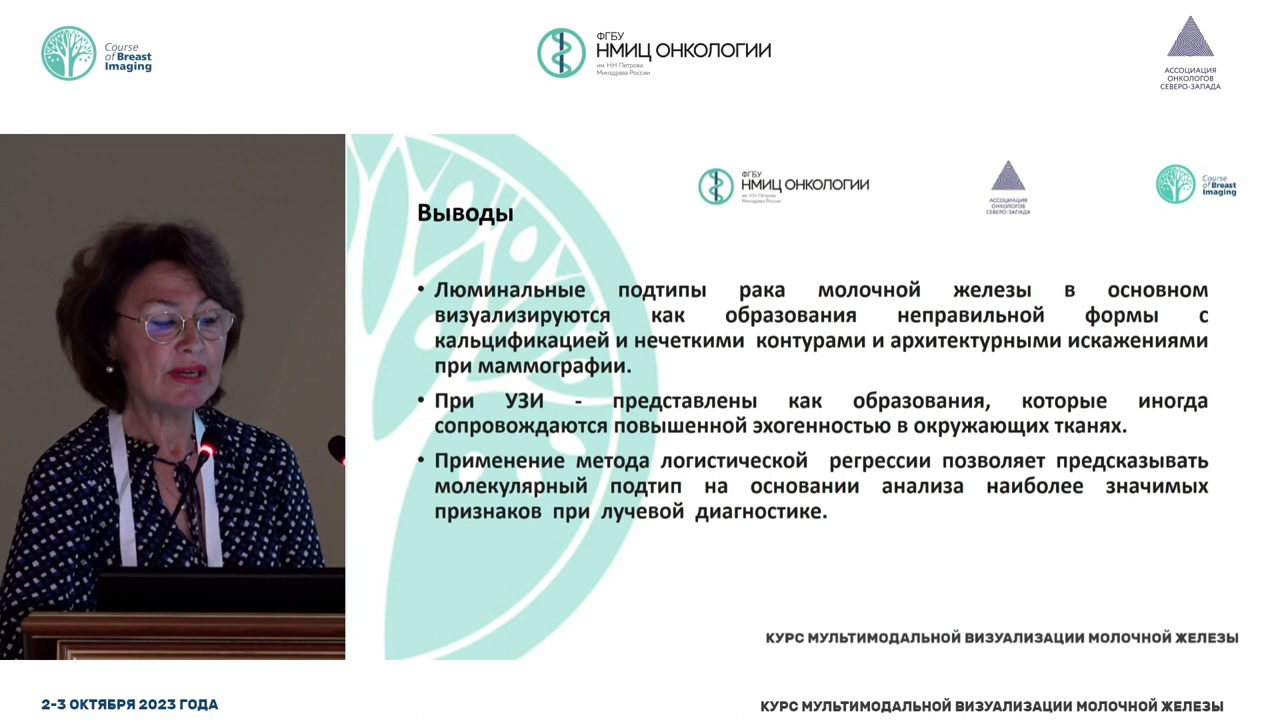 Course
of Breast
Imaging
ФГБУ
НМИЦ ОНКОЛОГИИ
им. Н.Н. Петрова
Минздрава России
АССОЦИАЦИЯ
ОНКОЛОГОВ
СЕВЕРО-ЗАПАДА
ФГБУ
НМИЦ ОНКОЛОГИИ
им. Н.Н. Петрова
Минздрава России
АССОЦИАЦИЯ
ОНКОЛОГОВ
СЕВЕРО-ЗАПАДА
Course
of Breast
Imaging
Выводы
• Люминальные подтипы рака молочной железы в основном
визуализируются как образования неправильной формы с
кальцификацией и нечеткими контурами и архитектурными искажениями
при маммографии.
• При УЗИ - представлены как образования, которые иногда
сопровождаются повышенной эхогенностью в окружающих тканях.
• Применение метода логистической регрессии позволяет предсказывать
молекулярный подтип на основании анализа наиболее значимых
признаков при лучевой диагностике.
КУРС МУЛЬТИМОДАЛЬНОЙ ВИЗУАЛИЗАЦИИ МОЛОЧНОЙ ЖЕЛЕЗЫ
2-3 ОКТЯБРЯ 2023 ГОДА
КУРС МУЛЬТИМОДАЛЬНОЙ ВИЗУАЛИЗАЦИИ МОЛОЧНОЙ ЖЕЛЕЗЫ